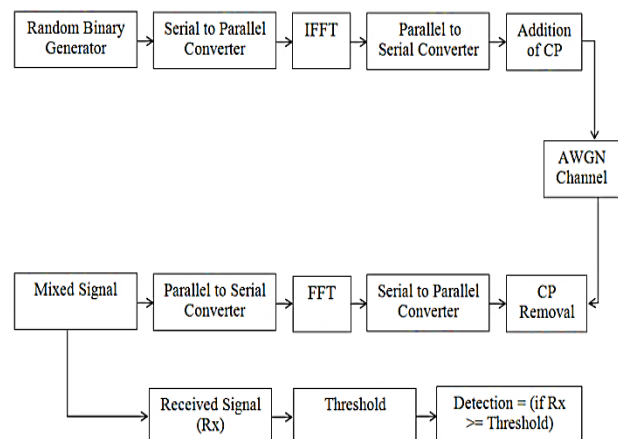 Random Binary
Generator
Serial to Parallel
Converter
IFFT
Parallel to
Serial Converter
Addition
of CP
AWGN
Channel
Mixed Signal
Parallel to Serial
Converter
FFT
Serial to Parallel
Converter
CP
Removal
Received Signal
(Rx)
Threshold
Detection = (if Rx
>= Threshold)